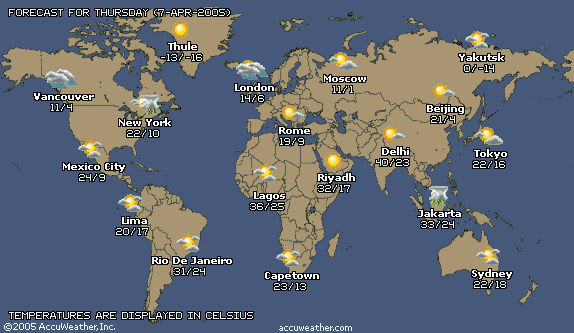 FORECAST FOR THURSDAY (7-APR-2005)
Thule
-13/-16
Yakutsk
0/-14
Moscow
11/1
London
14/6
Vancouver
11/4
Beijing
21/4
New York
22/10
Rome
19/9
Delhi
40/23
Tokyo
22/16
Mexico City
24/9
Riyadh
32/17
Lagos
36/25
Jakarta
33/24
Lima
20/17
Rio De Janeiro
31/24
Capetown
23/13
Sydney
22/18
TEMPERATURES ARE DISPLAYED IN CELSIUS
©2005 AccuWeather, Inc.
accuweather.com